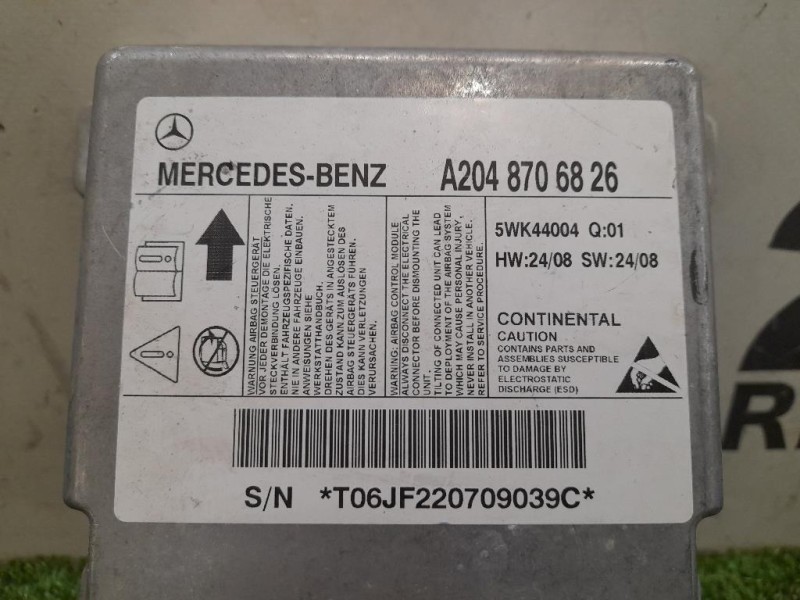 MERCEDES-BENZ A204 870 68 26
WARNUNG AIRBAG STEUERGERÄT
VOR JEDER DEMONTAGE DIE ELEKTRISCHE
STECKVERBINDUNG LÖSEN.
ENTHÄLT FAHRZEUGSPEZIFISCHE DATEN.
NIE IN ANDERE FAHRZEUGE EINBAUEN.
ANWEISUNGEN SIEHE
WERKSTATTHANDBUCH.
DREHEN DES GERÄTS IN ANGESTECKTEM
ZUSTAND KANN ZUM AUSLÖSEN DES
AIRBAG STEUERGERÄTS FÜHREN.
DIES KANN VERLETZUNGEN
VERURSACHEN.
WARNING, AIRBAG CONTROL MODULE.
ALWAYS DISCONNECT THE ELECTRICAL
CONNECTOR BEFORE DISMOUNTING THE
UNIT.
TILTING OF CONNECTED UNIT CAN LEAD
TO DEPLOYMENT OF THE AIRBAG SYSTEM
WHICH MAY CAUSE PERSONAL INJURY.
NEVER INSTALL IN ANOTHER VEHICLE.
REFER TO SERVICE PROCEDURE.
5WK44004 Q:01
HW:24/08 SW:24/08
CONTINENTAL
CAUTION
CONTAINS PARTS AND
ASSEMBLIES SUSCEPTIBLE
TO DAMAGE BY
ELECTROSTATIC
DISCHARGE (ESD)
S/N *T06JF220709039C*